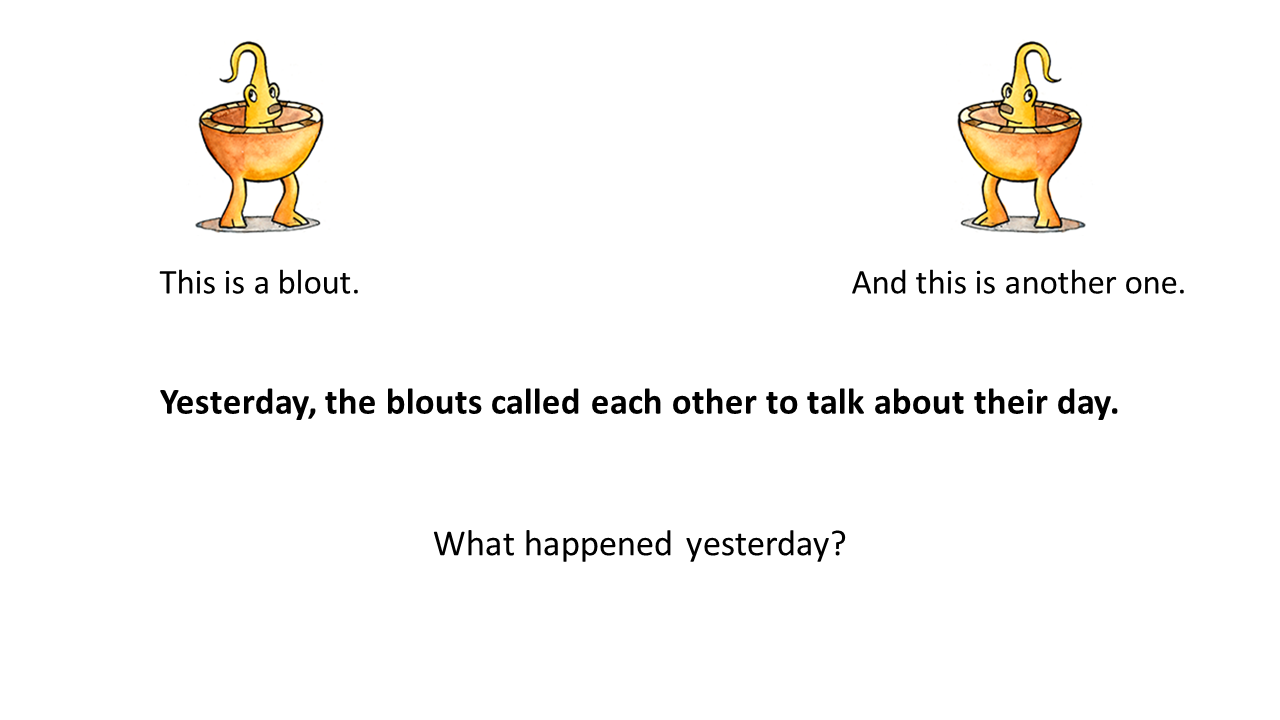 This is a blout.
And this is another one.
Yesterday, the blouts called each other to talk about their day.
What happened yesterday?